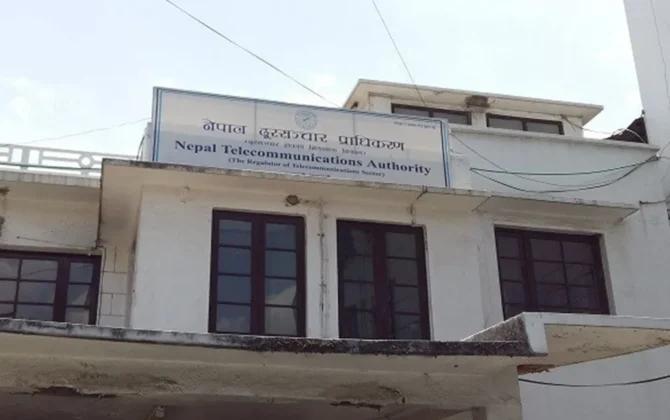 नेपाल दूरसञ्चार प्राधिकरण
Nepal Telecommunications Authority
(The Regulator of Telecommunications Sector)